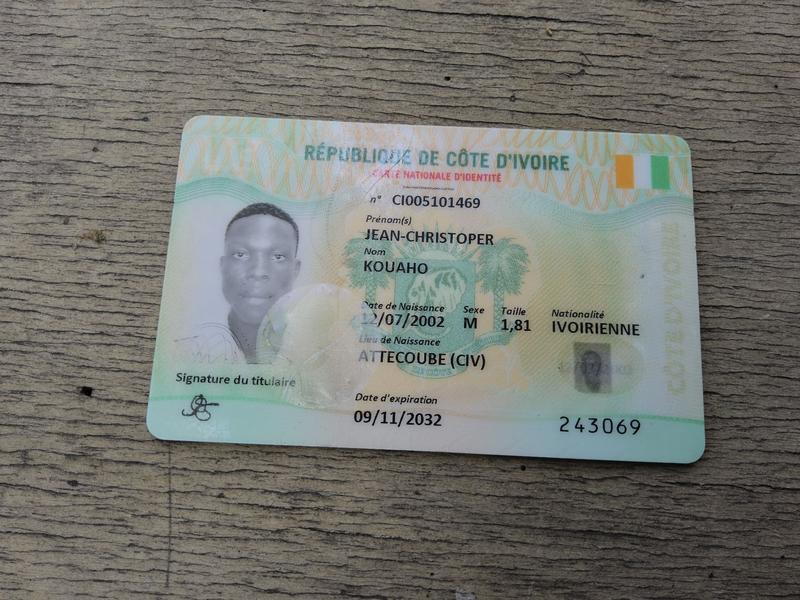 RÉPUBLIQUE DE CÔTE D'IVOIRE
CARTE NATIONALE D'IDENTITÉ
n° CI005101469
Prénom(s)
JEAN-CHRISTOPER
Nom
KOUAHO
Date de Naissance Sexe Taille Nationalité
12/07/2002 M 1,81 IVOIRIENNE
Lieu de Naissance
ATTECOUBE (CIV)
Signature du titulaire
Date d'expiration
09/11/2032
243069
CÔTE D'IVOIRE